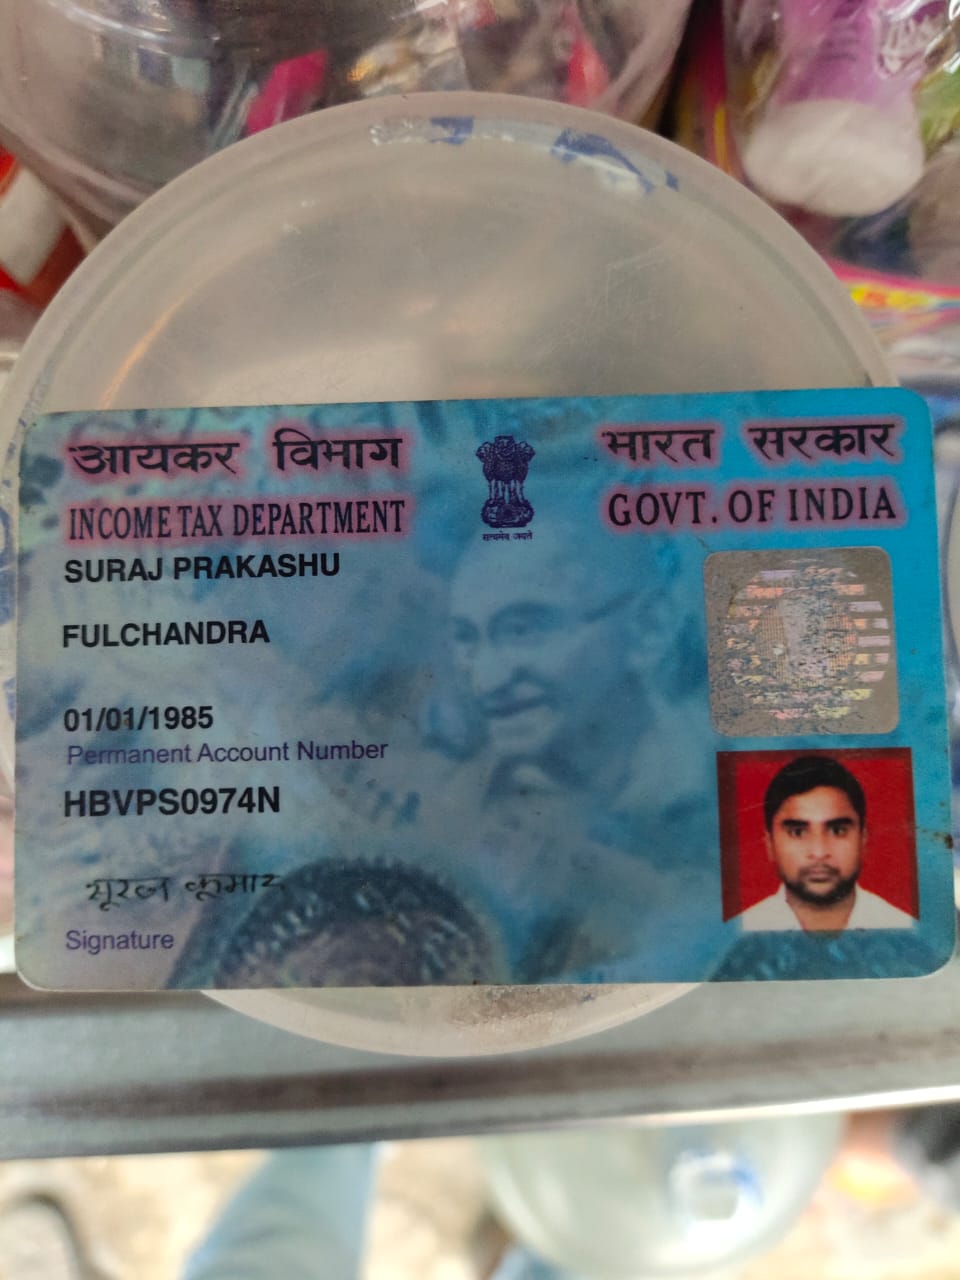 आयकर विभाग
INCOME TAX DEPARTMENT
सत्यमेव जयते
भारत सरकार
GOVT. OF INDIA
SURAJ PRAKASHU
FULCHANDRA
01/01/1985
Permanent Account Number
HBVPS0974N
सूरज कूमार
Signature